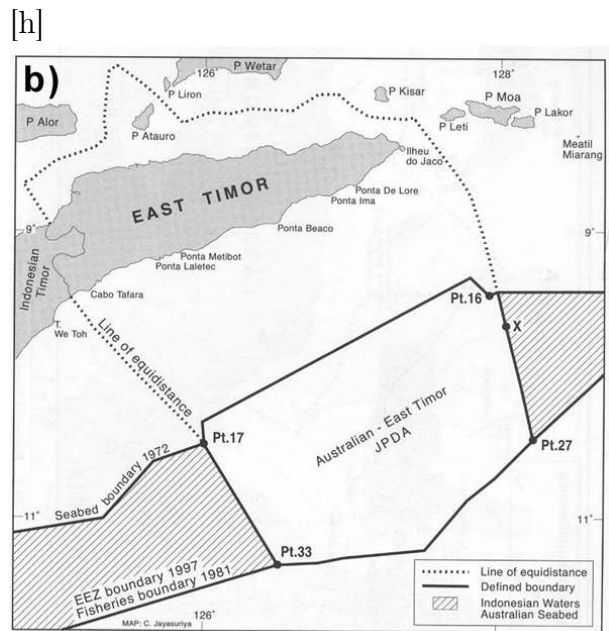 [h]
b)
126
128
P Wetar
P Liron
P Kisar
P Moa
P Alor
P Atauro
P Leti
P Lakor
Ilheu
do Jaco
Meatil
Miarang
EAST TIMOR
Ponta De Lore
Ponta Ima
9°
Ponta Beaco
9°
Indonesian
Timor
Ponta Metibot
Ponta Laletec
Cabo Tafara
Pt.16
T.
We Toh
X
Line of equidistance
Australian - East Timor
JPDA
Pt.17
Pt.27
Seabed boundary 1972
11°
11°
Pt.33
EEZ boundary 1997
Fisheries boundary 1981
Line of equidistance
Defined boundary
Indonesian Waters
Australian Seabed
MAP: C. Jayasuriya
126
128